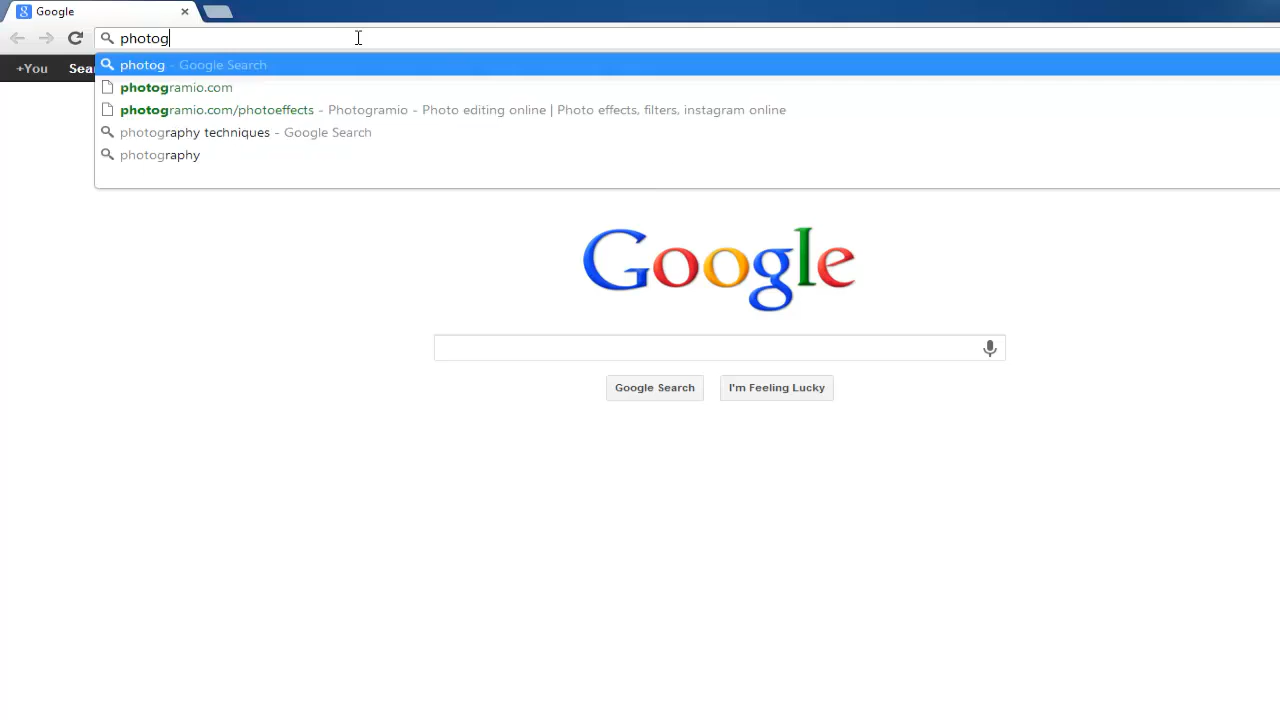 Google
photog
+You Sea
photog - Google Search
photogramio.com
photogramio.com/photoeffects - Photogramio - Photo editing online | Photo effects, filters, instagram online
photography techniques - Google Search
photography
Google
Google Search I'm Feeling Lucky